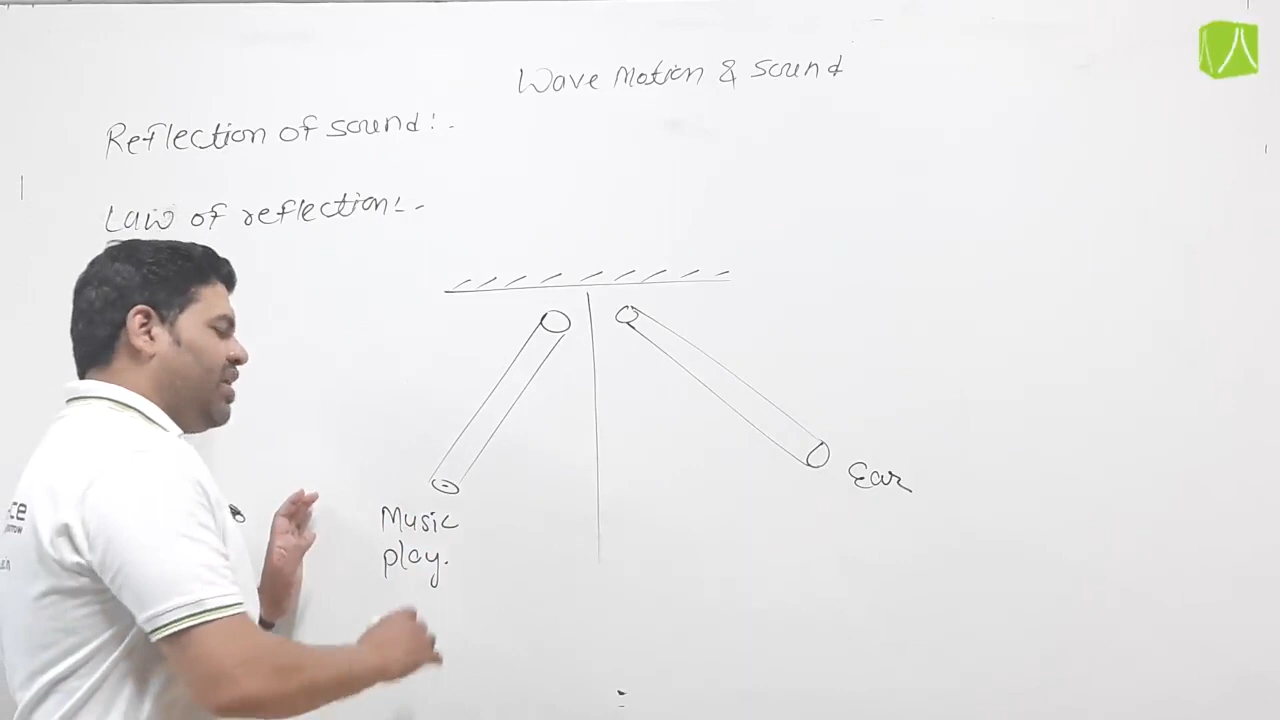 Wave Motion & Sound
Reflection of sound:-
Law of reflection:-
Ear
Music
play.